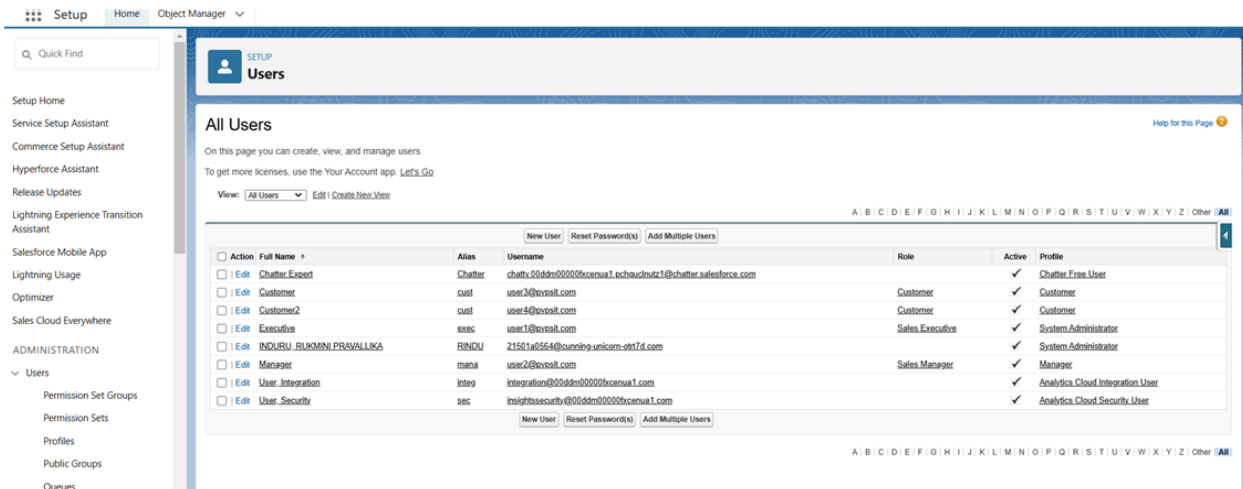 Setup Home Object Manager
Quick Find
Setup Home
Service Setup Assistant
Commerce Setup Assistant
Hyperforce Assistant
Release Updates
Lightning Experience Transition
Assistant
Salesforce Mobile App
Lightning Usage
Optimizer
Sales Cloud Everywhere
ADMINISTRATION
Users
Permission Set Groups
Permission Sets
Profiles
Public Groups
Queues
SETUP
Users
All Users
Help for this Page ?
On this page you can create, view, and manage users.
To get more licenses, use the Your Account app. Let's Go
View: All Users Edit | Create New View
A | B | C | D | E | F | G | H | I | J | K | L | M | N | O | P | Q | R | S | T | U | V | W | X | Y | Z | Other All
New User Reset Password(s) Add Multiple Users
Action Full Name ↑ Alias Username Role Active Profile
| Edit Chatter Expert Chatter chatty.00ddm00000fxcenua1.pchquclnutz1@chatter.salesforce.com ✓ Chatter Free User
| Edit Customer cust user3@pvpsit.com Customer ✓ Customer
| Edit Customer2 cust user4@pvpsit.com Customer ✓ Customer
| Edit Executive exec user1@pvpsit.com Sales Executive ✓ System Administrator
| Edit INDURU, RUKMINI PRAVALLIKA RINDU 21501a0564@cunning-unicorn-otrt7d.com ✓ System Administrator
| Edit Manager mana user2@pvpsit.com Sales Manager ✓ Manager
| Edit User, Integration integ integration@00ddm00000fxcenua1.com ✓ Analytics Cloud Integration User
| Edit User, Security sec insightssecurity@00ddm00000fxcenua1.com ✓ Analytics Cloud Security User
New User Reset Password(s) Add Multiple Users
A | B | C | D | E | F | G | H | I | J | K | L | M | N | O | P | Q | R | S | T | U | V | W | X | Y | Z | Other All